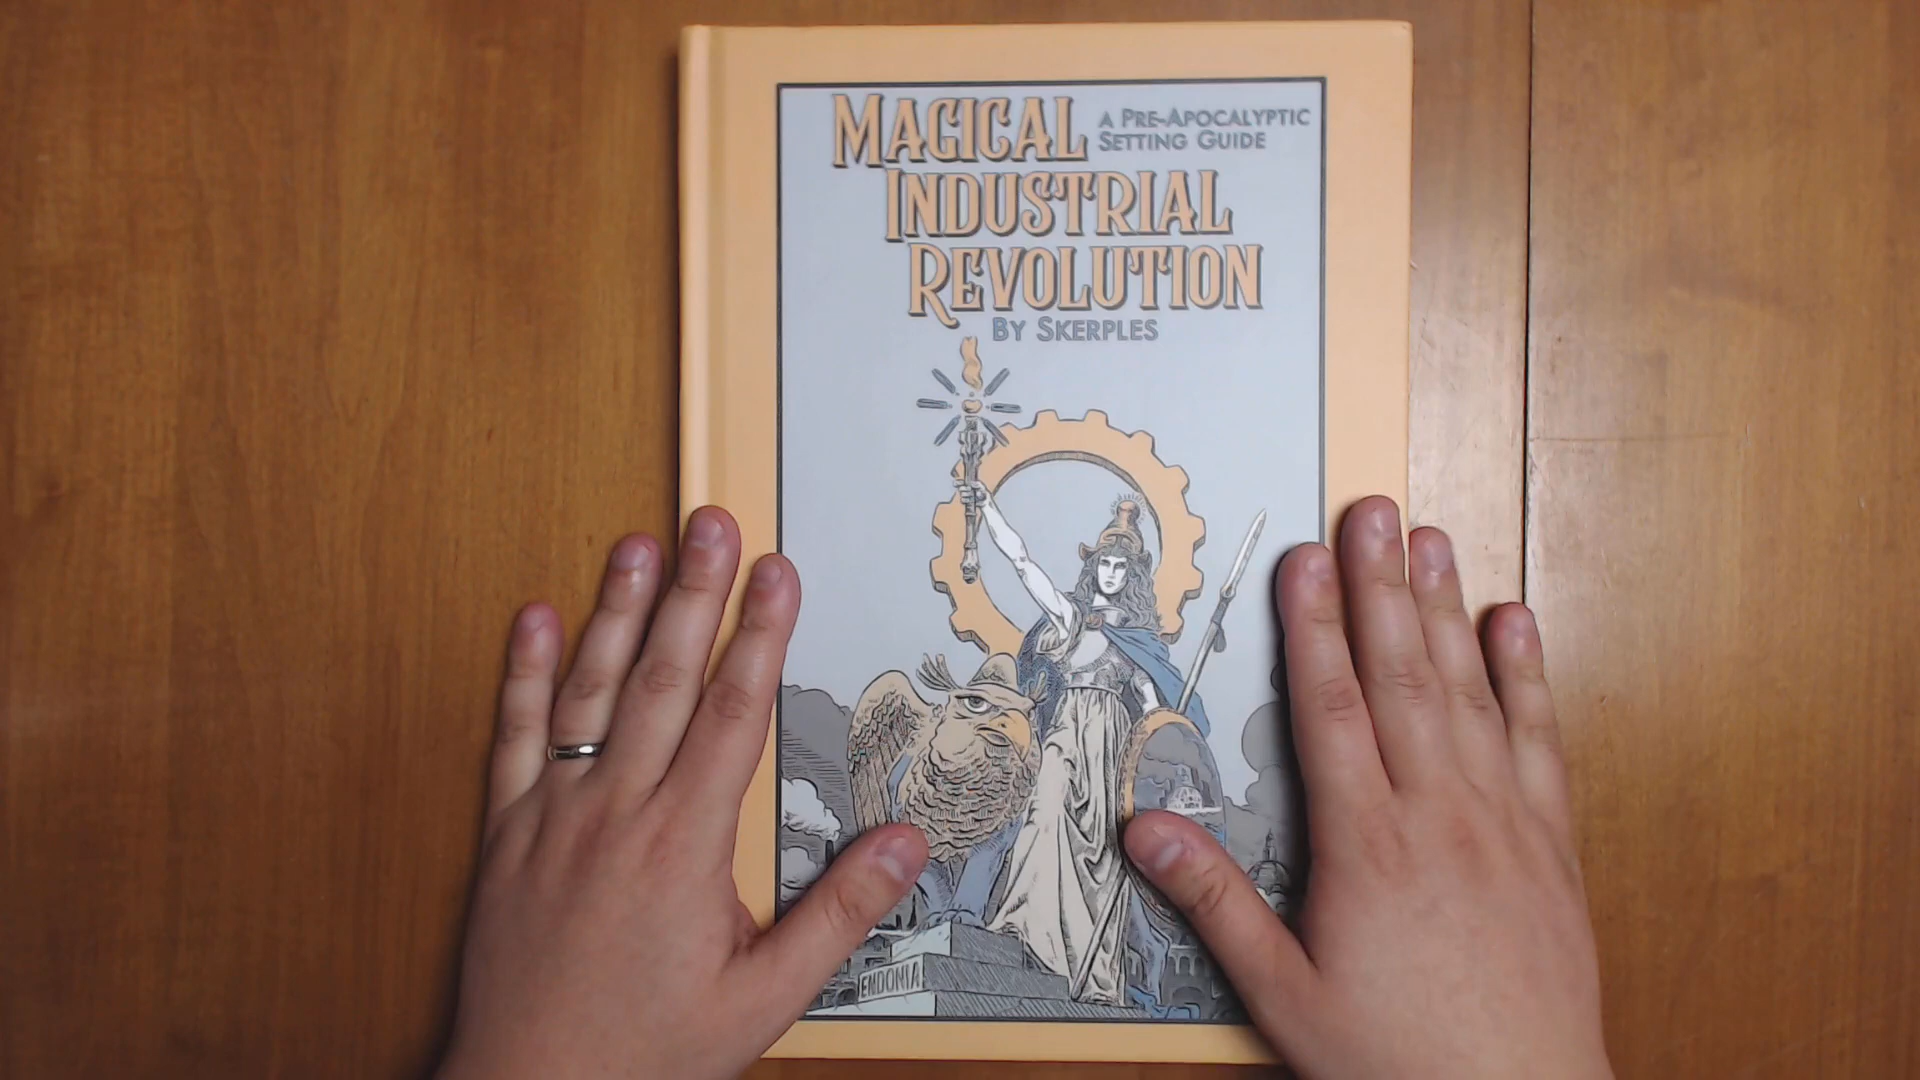 MAGICAL
A PRE-APOCALYPTIC
SETTING GUIDE
INDUSTRIAL
REVOLUTION
BY SKERPLES
ENDONIA